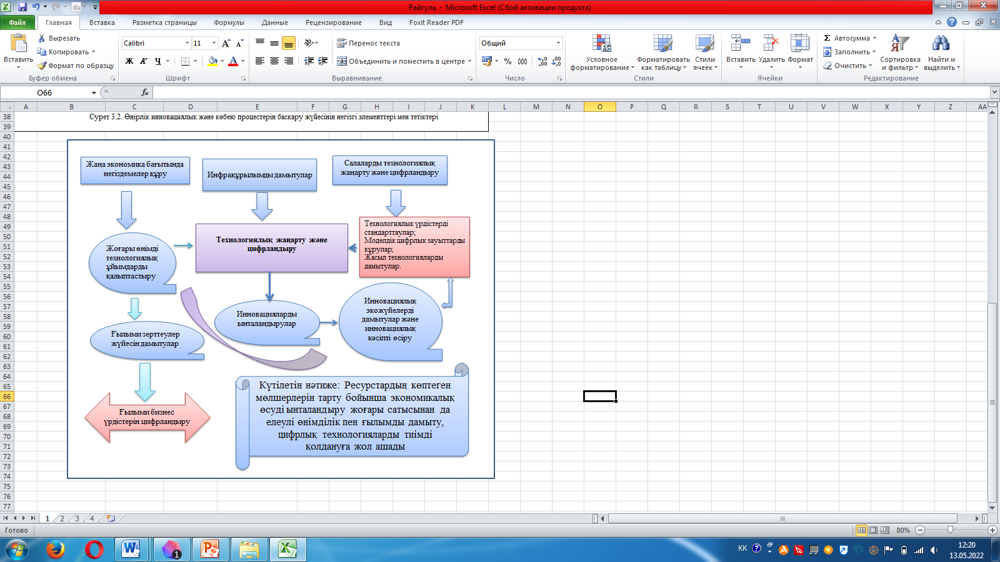 Райгуль - Microsoft Excel (Сбой активации продукта)
Файл Главная Вставка Разметка страницы Формулы Данные Рецензирование Вид Foxit Reader PDF
Вставить
Вырезать
Копировать
Формат по образцу
Буфер обмена
Calibri 11
Ж К Ч
Шрифт
Перенос текста
Объединить и поместить в центре
Выравнивание
Общий
% 000
Число
Условное форматирование
Форматировать как таблицу
Стили ячеек
Стили
Вставить Удалить Формат
Ячейки
Автосумма
Заполнить
Очистить
Сортировка и фильтр
Найти и выделить
Редактирование
O66
fx
A B C D E F G H I J K L M N O P Q R S T U V W X Y Z AA
38
39
40
41
42
43
44
45
46
47
48
49
50
51
52
53
54
55
56
57
58
59
60
61
62
63
64
65
66
67
68
69
70
71
72
73
74
75
76
77
Сурет 3.2. Өңірлік инновациялық және көбею процестерін басқару жүйесінің негізгі элементтері мен тетіктері
Жаңа экономика бағытында
негіздемелер құру
Инфрақұрылымды дамытулар
Салаларды технологиялық
жаңарту және цифрландыру
Технологиялық жаңарту және
цифрландыру
Технологиялық үрдістерді
стандарттаулар;
Моделдік цифрлық зауыттарды
құрулар;
Жасыл технологияларды
дамытулар.
Жоғары өнімді
технологиялық
ұйымдарды
қалыптастыру
Инновацияларды
ынталандырулар
Инновациялық
экожүйелерді
дамытулар және
инновациялық
кәсіпті өсіру
Ғылыми зерттеулер
жүйесін дамытулар
Ғылыми бизнес
үрдістерін цифрландыру
Күтілетін нәтиже: Ресурстардың көптеген
мөлшерлерін тарту бойынша экономикалық
өсуді ынталандыру жоғары сатысынан да
елеулі өнімділік пен ғылымды дамыту,
цифрлық технологияларды тиімді
қолдануға жол ашады
1 2 3 4
Готово
80%
1
KK
12:20
13.05.2022